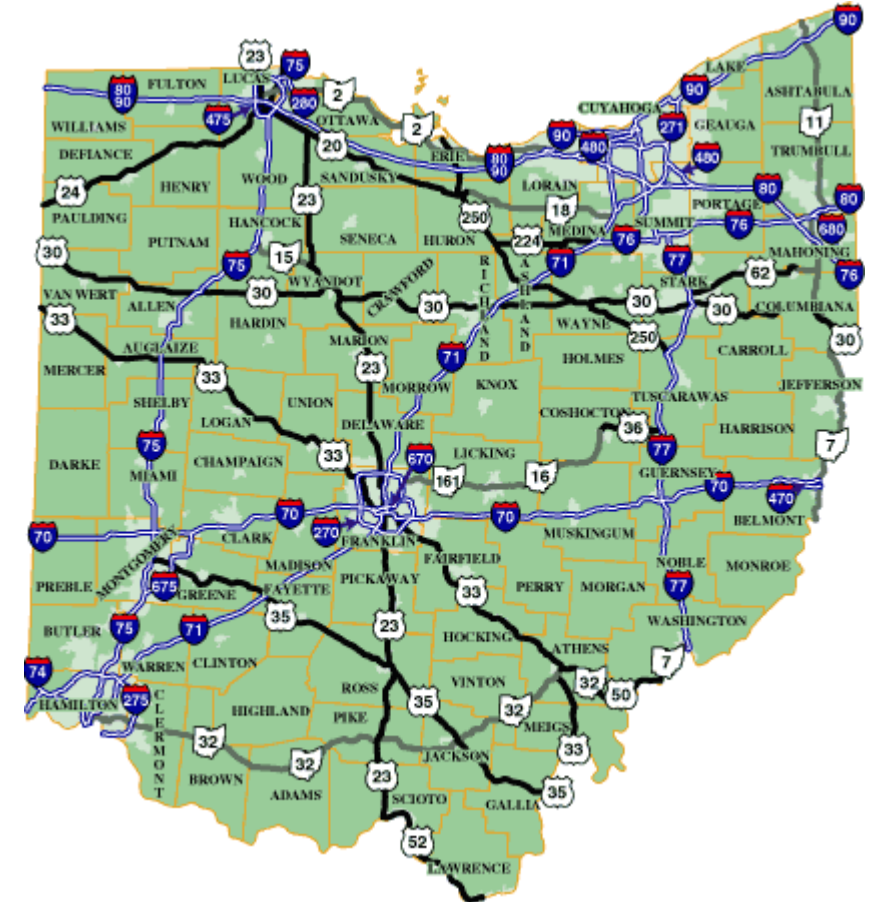 90
23
75
LAKE
FULTON
LUCAS
80
90
2
280
90
ASHTABULA
475
OTTAWA
CUYAHOGA
WILLIAMS
2
90
271
GEAUGA
11
DEFIANCE
20
ERIE
80
90
480
480
TRUMBULL
WOOD
SANDUSKY
24
HENRY
23
LORAIN
80
80
PAULDING
HANCOCK
250
18
PORTAGE
SUMMIT
76
680
PUTNAM
SENECA
HURON
224
MEDINA
76
30
15
75
71
77
MAHONING
76
WYANDOT
CRAWFORD
RICHLAND
ASHLAND
62
STARK
VAN WERT
ALLEN
30
30
30
30
COLUMBIANA
33
HARDIN
WAYNE
AUGLAIZE
MARION
250
30
MERCER
71
HOLMES
CARROLL
33
23
MORROW
KNOX
JEFFERSON
SHELBY
UNION
TUSCARAWAS
LOGAN
COSHOCTON
DELAWARE
36
HARRISON
75
33
670
77
7
DARKE
CHAMPAIGN
LICKING
MIAMI
161
16
GUERNSEY
70
470
70
270
70
BELMONT
70
CLARK
FRANKLIN
MUSKINGUM
MONTGOMERY
MADISON
FAIRFIELD
NOBLE
MONROE
PREBLE
675
GREENE
FAYETTE
PICKAWAY
33
PERRY
MORGAN
77
BUTLER
75
71
35
23
HOCKING
WASHINGTON
74
WARREN
CLINTON
ATHENS
7
HAMILTON
275
CLERMONT
ROSS
VINTON
32
50
HIGHLAND
PIKE
35
32
MEIGS
32
32
JACKSON
33
BROWN
ADAMS
23
SCIOTO
GALLIA
35
52
LAWRENCE